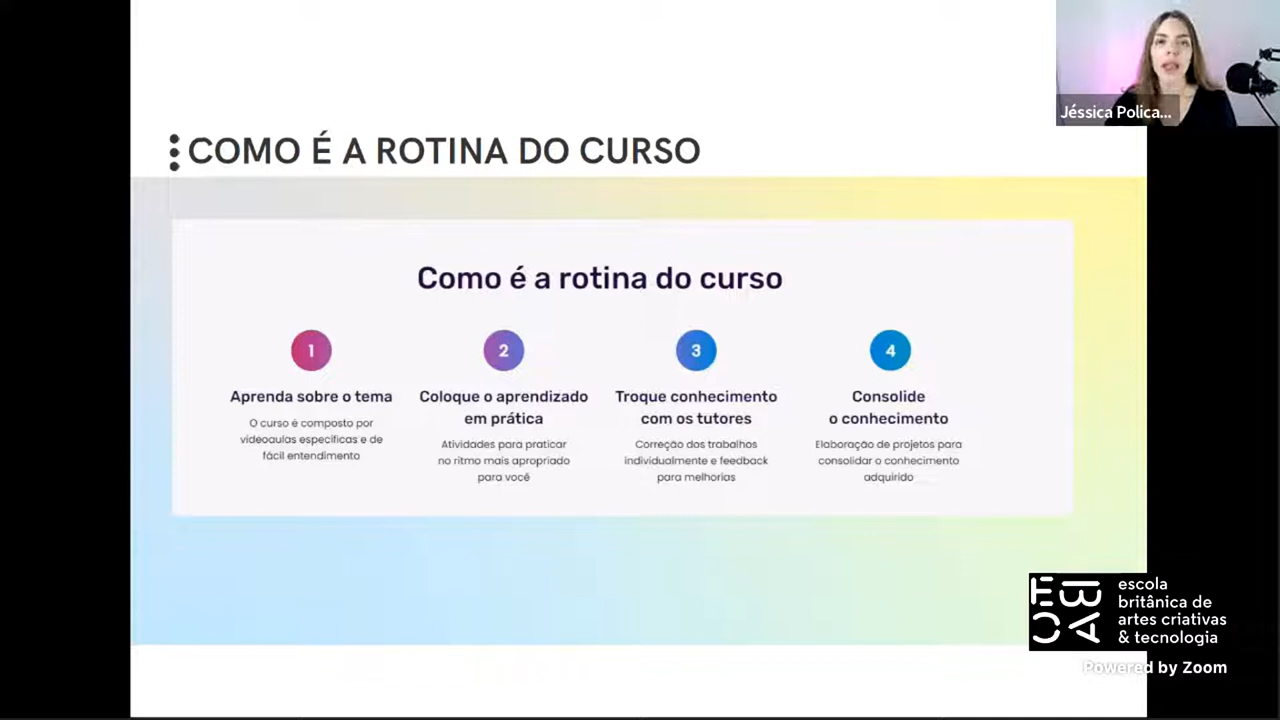 Jéssica Polica...
COMO É A ROTINA DO CURSO
Como é a rotina do curso
1
Aprenda sobre o tema
O curso é composto por
videoaulas específicas e de
fácil entendimento
2
Coloque o aprendizado
em prática
Atividades para praticar
no ritmo mais apropriado
para você
3
Troque conhecimento
com os tutores
Correção dos trabalhos
individualmente e feedback
para melhorias
4
Consolide
o conhecimento
Elaboração de projetos para
consolidar o conhecimento
adquirido
EBAC
escola
britânica de
artes criativas
& tecnologia
Powered by Zoom